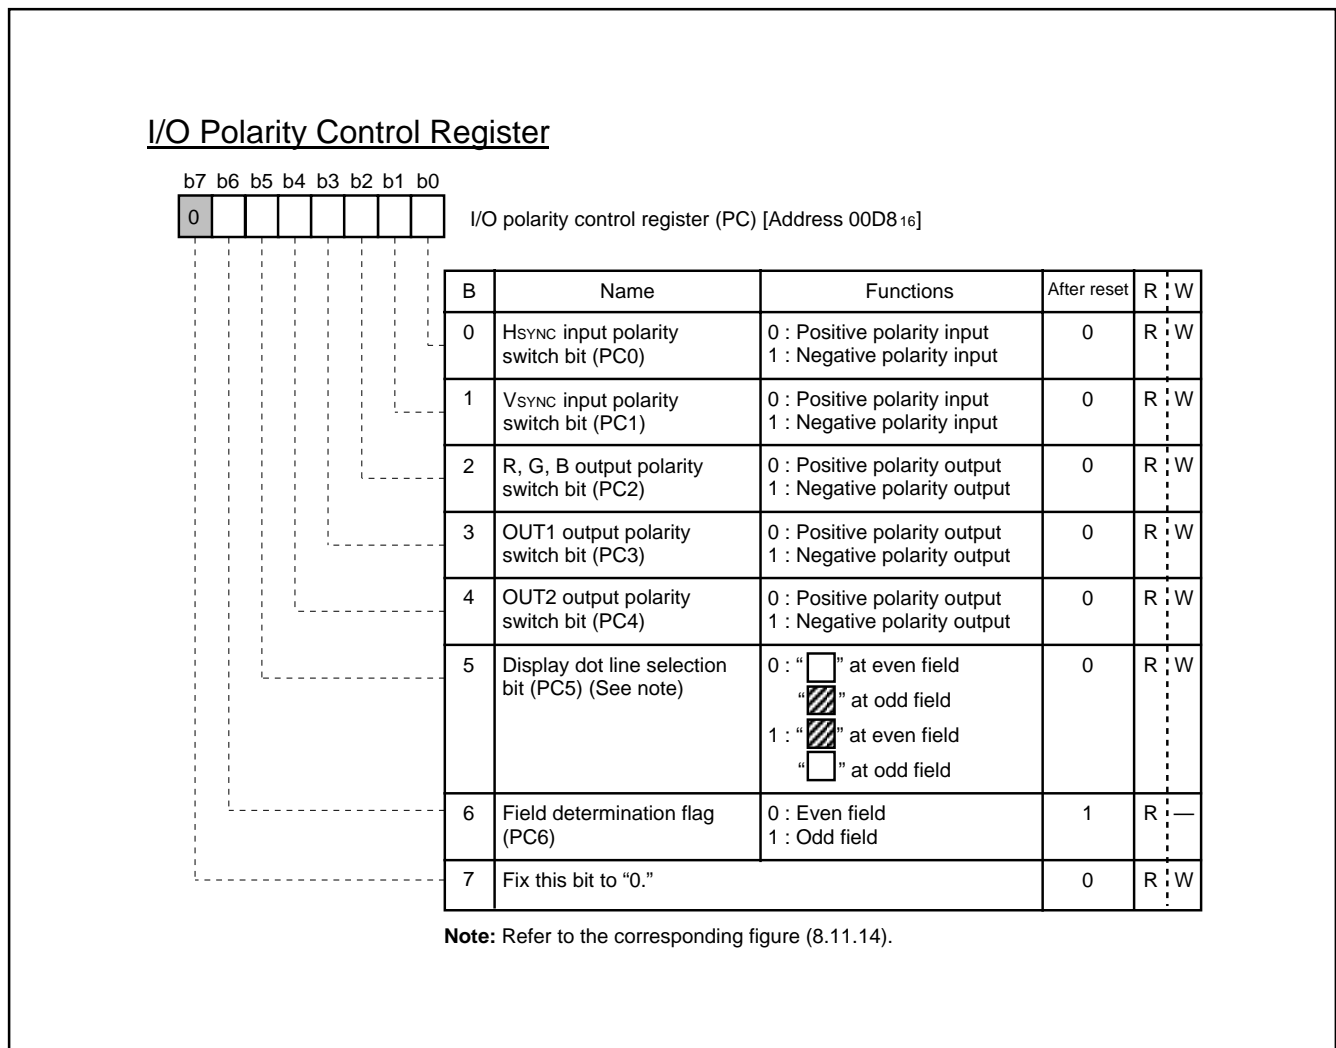 I/O Polarity Control Register
b7 b6 b5 b4 b3 b2 b1 b0
0
I/O polarity control register (PC) [Address 00D816]
B Name Functions After reset R W
0 HSYNC input polarity switch bit (PC0) 0 : Positive polarity input 0 R W
1 : Negative polarity input
1 VSYNC input polarity switch bit (PC1) 0 : Positive polarity input 0 R W
1 : Negative polarity input
2 R, G, B output polarity switch bit (PC2) 0 : Positive polarity output 0 R W
1 : Negative polarity output
3 OUT1 output polarity switch bit (PC3) 0 : Positive polarity output 0 R W
1 : Negative polarity output
4 OUT2 output polarity switch bit (PC4) 0 : Positive polarity output 0 R W
1 : Negative polarity output
5 Display dot line selection bit (PC5) (See note) 0 : “ ” at even field 0 R W
“ ” at odd field
1 : “ ” at even field
“ ” at odd field
6 Field determination flag (PC6) 0 : Even field 1 R —
1 : Odd field
7 Fix this bit to “0.” 0 R W
Note: Refer to the corresponding figure (8.11.14).